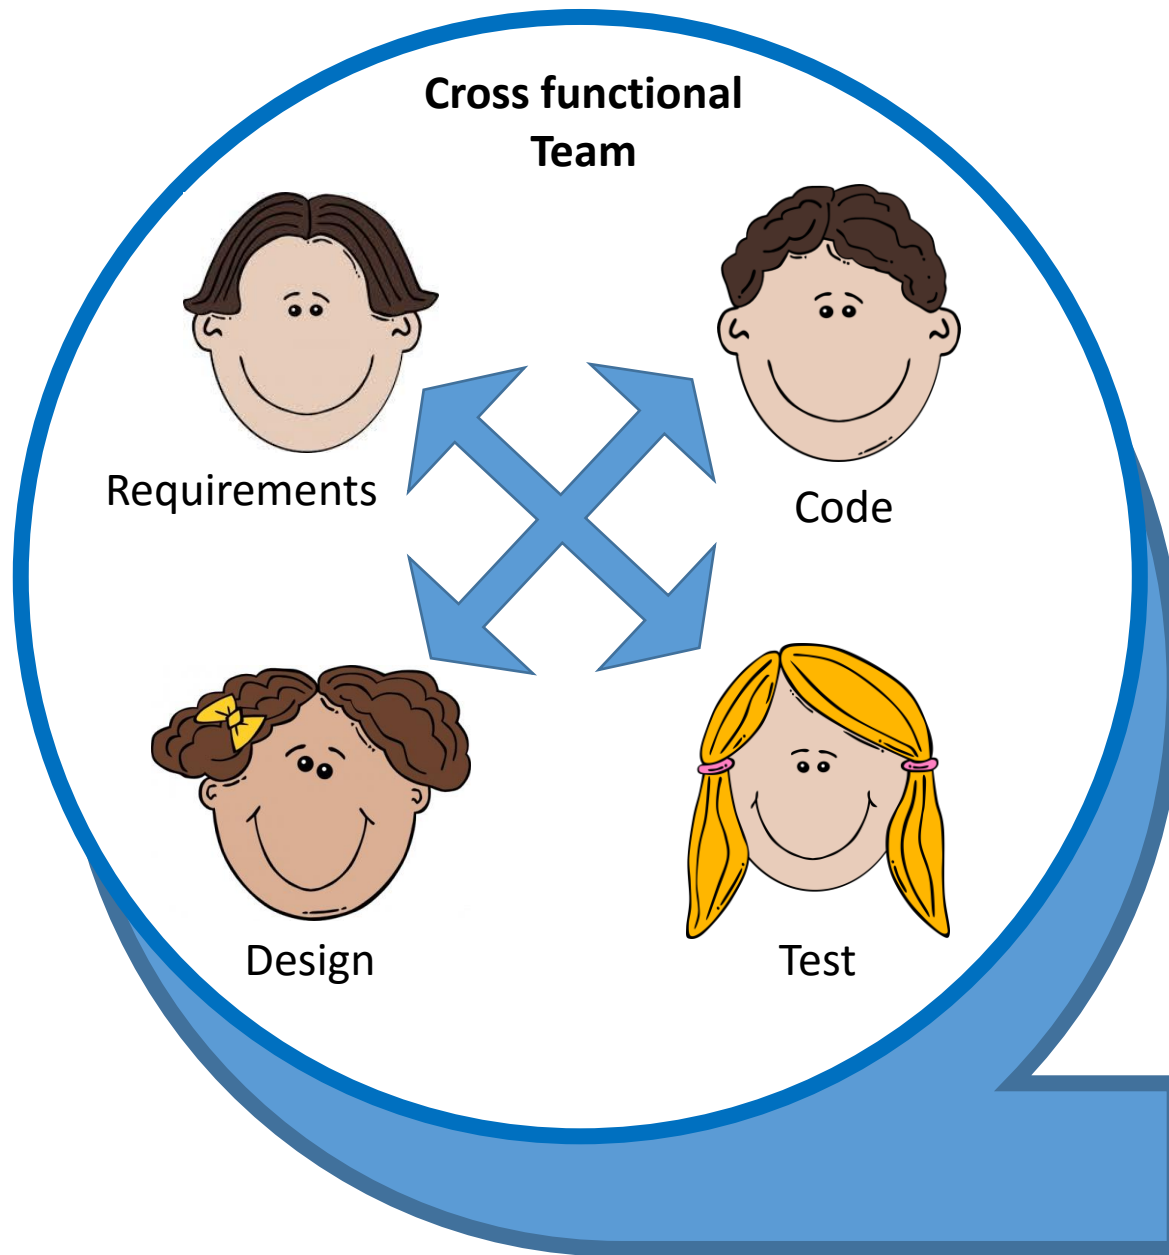 Cross functional
Team
Requirements
Code
Design
Test